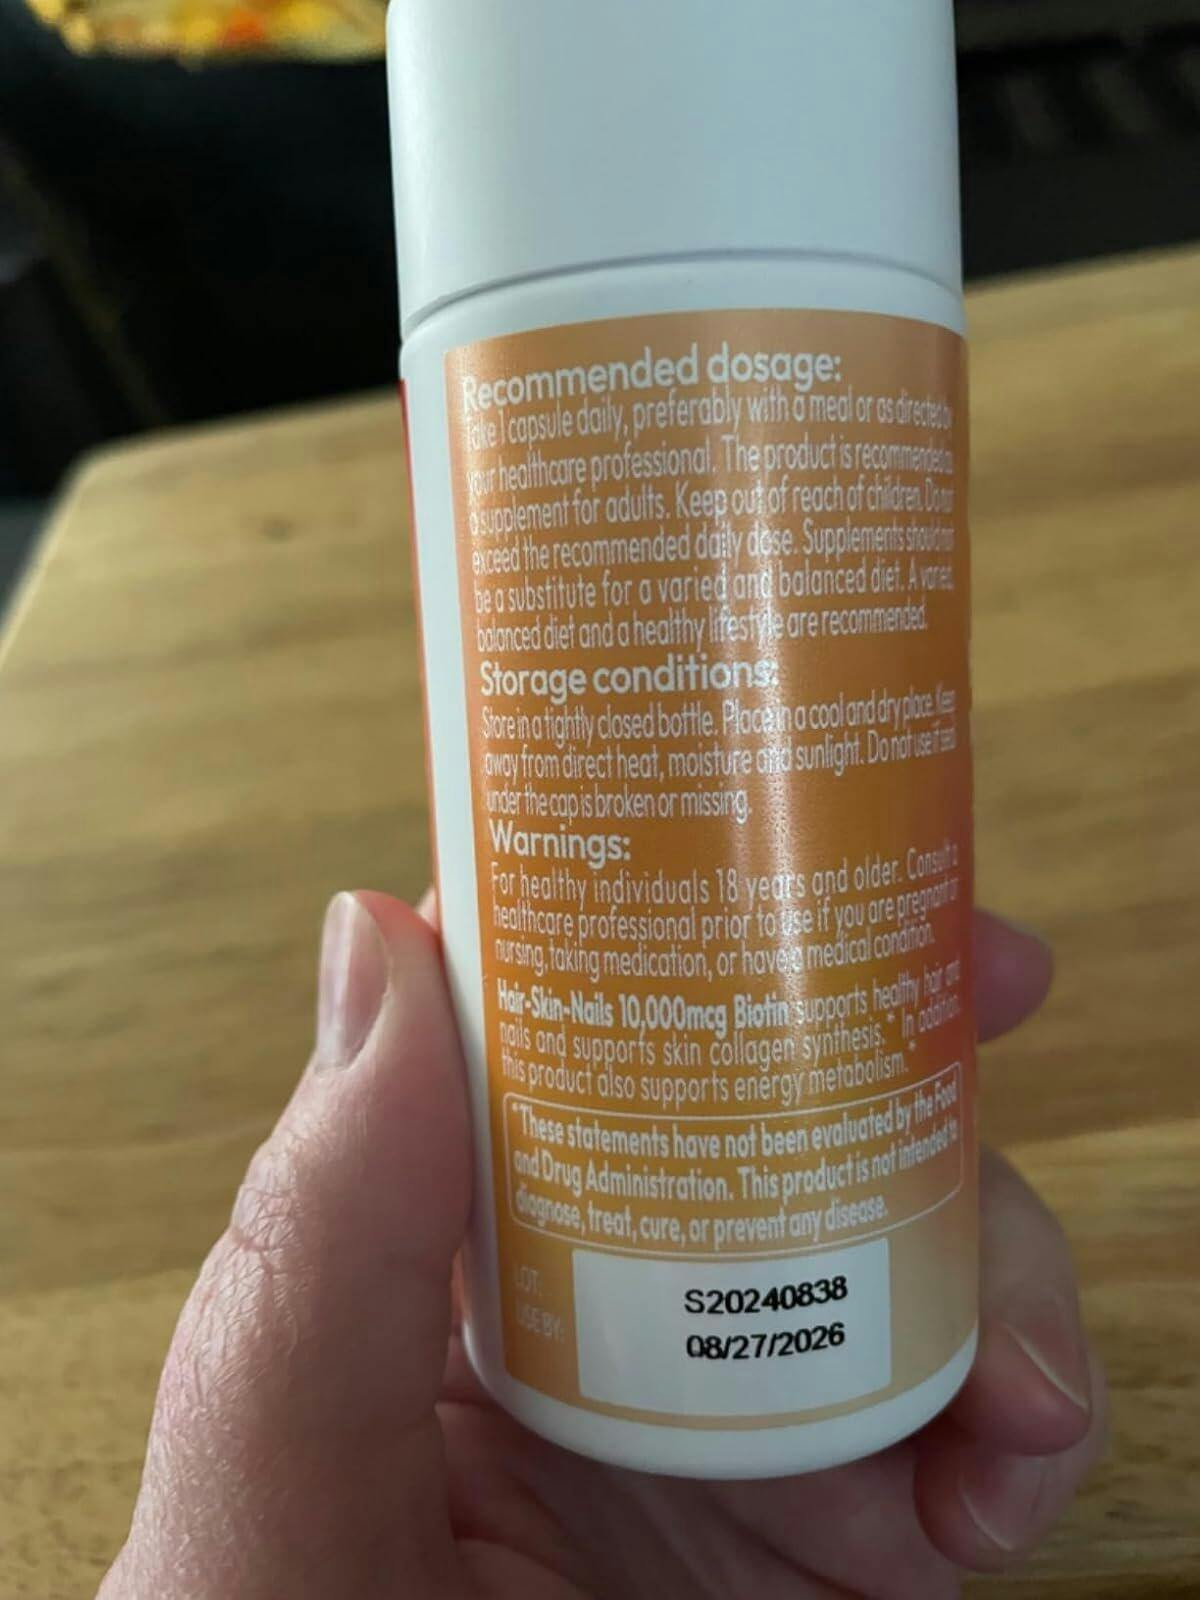 Recommended dosage:
Take 1 capsule daily, preferably with a meal or as directed by
your healthcare professional. The product is recommended as
a supplement for adults. Keep out of reach of children. Do not
exceed the recommended daily dose. Supplements should not
be a substitute for a varied and balanced diet. A varied,
balanced diet and a healthy lifestyle are recommended.
Storage conditions:
Store in a tightly closed bottle. Place in a cool and dry place. Keep
away from direct heat, moisture and sunlight. Do not use if seal
under the cap is broken or missing.
Warnings:
For healthy individuals 18 years and older. Consult a
healthcare professional prior to use if you are pregnant or
nursing, taking medication, or have a medical condition.
Hair-Skin-Nails 10,000mcg Biotin supports healthy hair and
nails and supports skin collagen synthesis.* In addition,
this product also supports energy metabolism.*
*These statements have not been evaluated by the Food
and Drug Administration. This product is not intended to
diagnose, treat, cure, or prevent any disease.
LOT: S20240838
USE BY: 08/27/2026